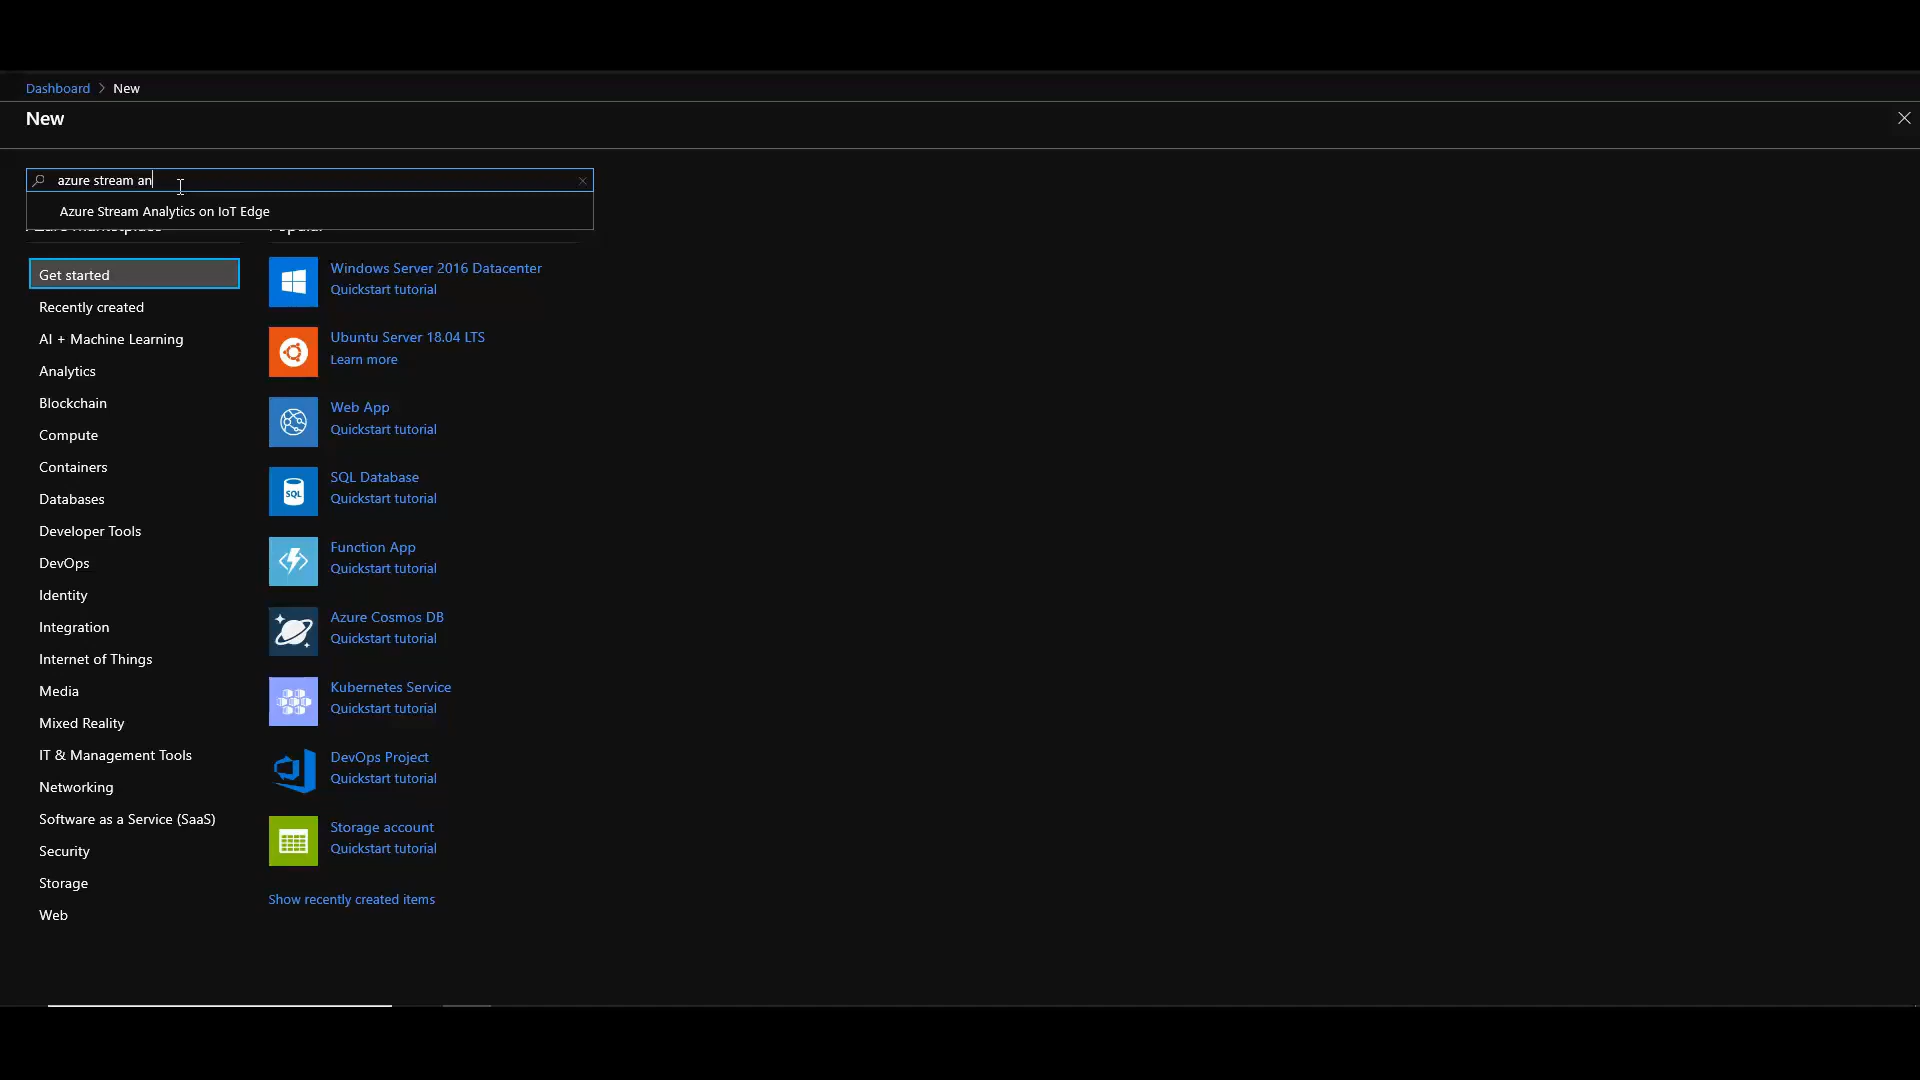 Dashboard > New
New
azure stream an
Azure Stream Analytics on IoT Edge
Get started
Recently created
AI + Machine Learning
Analytics
Blockchain
Compute
Containers
Databases
Developer Tools
DevOps
Identity
Integration
Internet of Things
Media
Mixed Reality
IT & Management Tools
Networking
Software as a Service (SaaS)
Security
Storage
Web
Windows Server 2016 Datacenter
Quickstart tutorial
Ubuntu Server 18.04 LTS
Learn more
Web App
Quickstart tutorial
SQL
SQL Database
Quickstart tutorial
Function App
Quickstart tutorial
Azure Cosmos DB
Quickstart tutorial
Kubernetes Service
Quickstart tutorial
DevOps Project
Quickstart tutorial
Storage account
Quickstart tutorial
Show recently created items